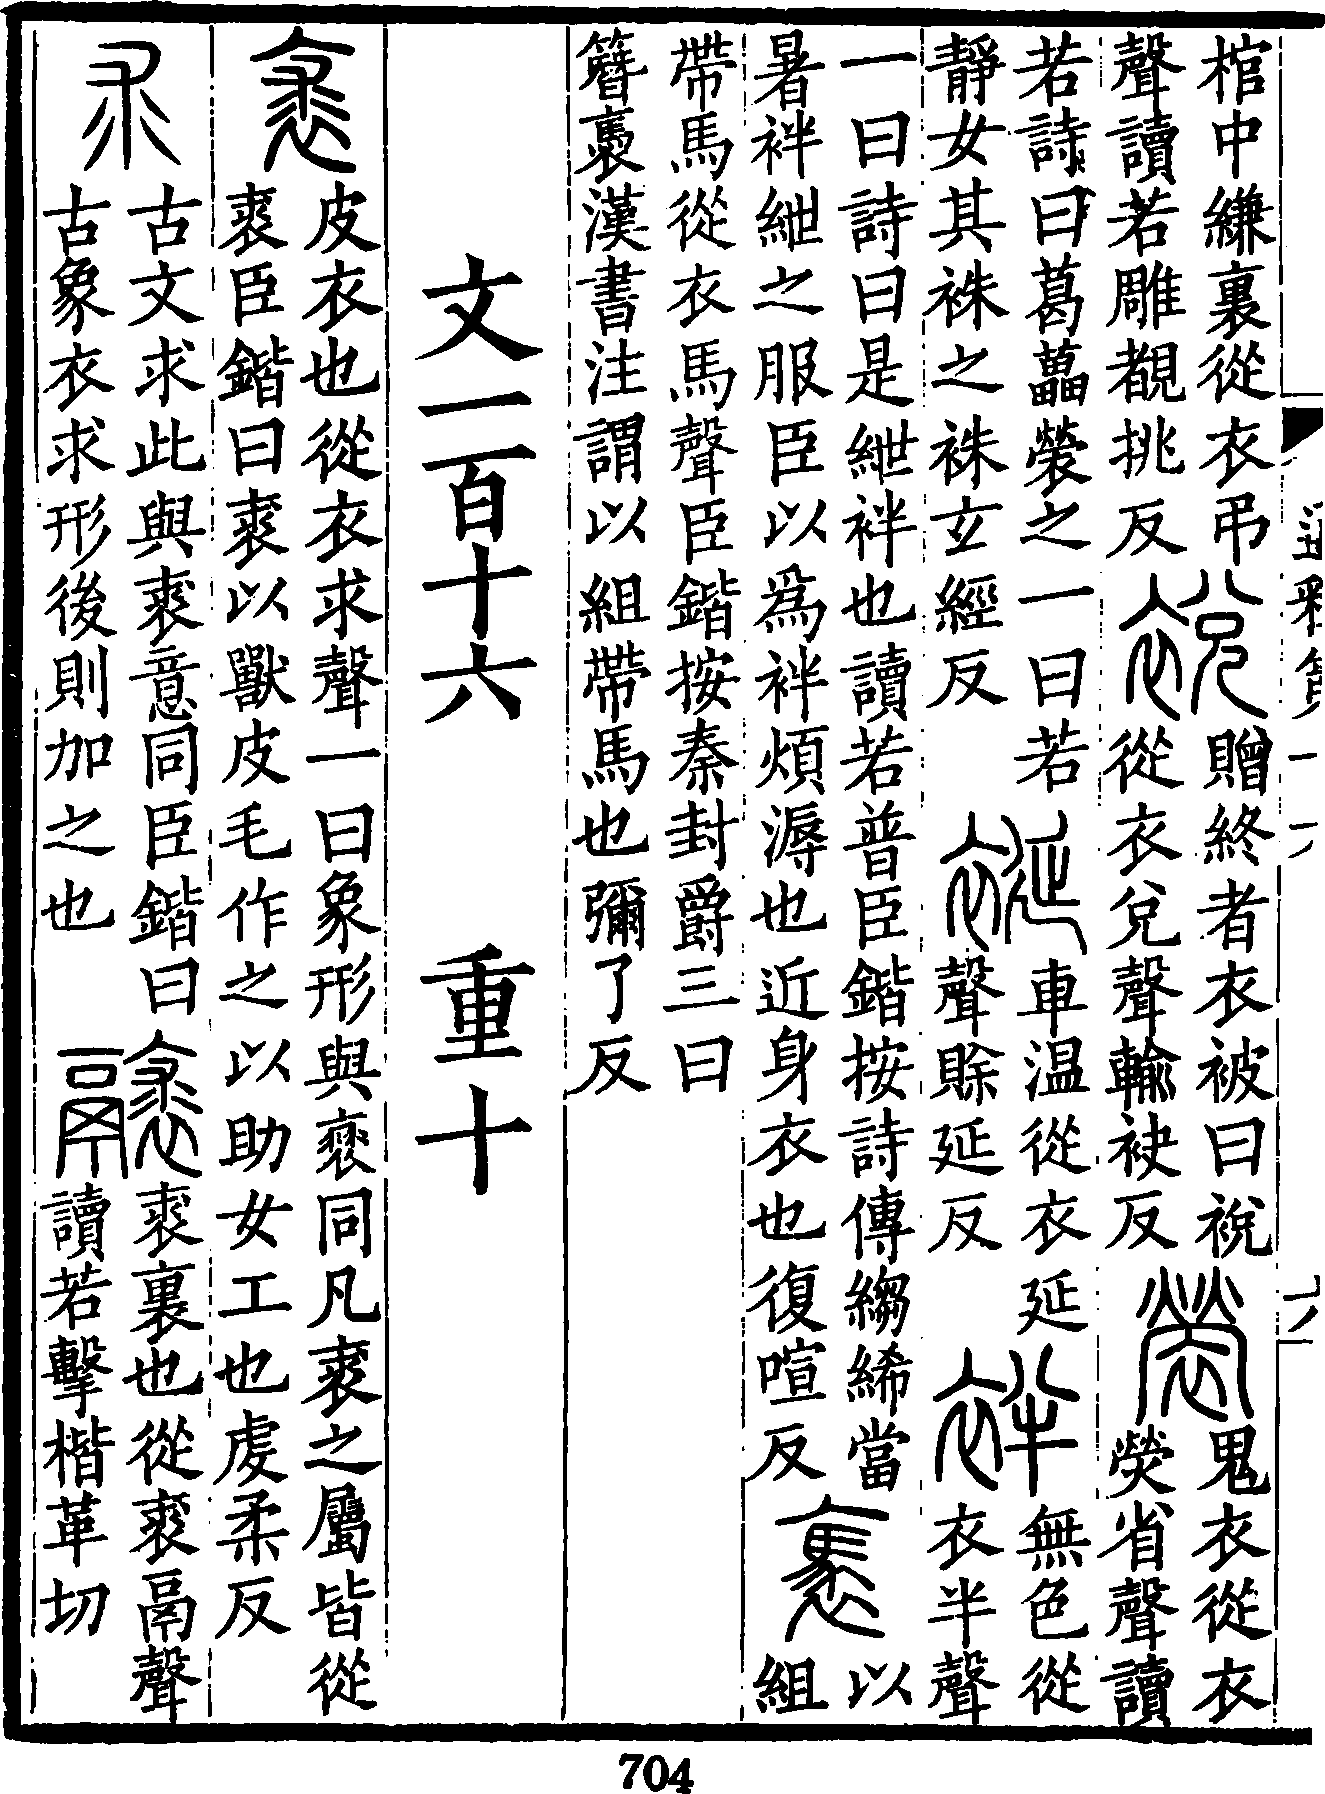 棺中縑裏從衣弔
聲讀若雕覩挑反
祱
贈終者衣被曰祱
從衣兌聲輸袂反
褮
鬼衣從衣
熒省聲讀
若詩曰葛藟縈之一曰若
靜女其袾之袾玄經反
䘰
車温從衣延
聲賒延反
袢
無色從
衣半聲
一曰詩曰是紲袢也讀若普臣鍇按詩傳縐絺當
暑袢紲之服臣以爲袢煩溽也近身衣也復喧反
褭
以
組
帶馬從衣馬聲臣鍇按秦封爵三曰
簪褭漢書注謂以組帶馬也彌了反
文一百十六 重十
裘
皮衣也從衣求聲一曰象形與衰同凡裘之屬皆從
裘臣鍇曰裘以獸皮毛作之以助女工也虔柔反
求
古文求此與裘意同臣鍇曰
古象衣求形後則加之也
裘裏也從裘鬲聲
讀若擊楷革切
704